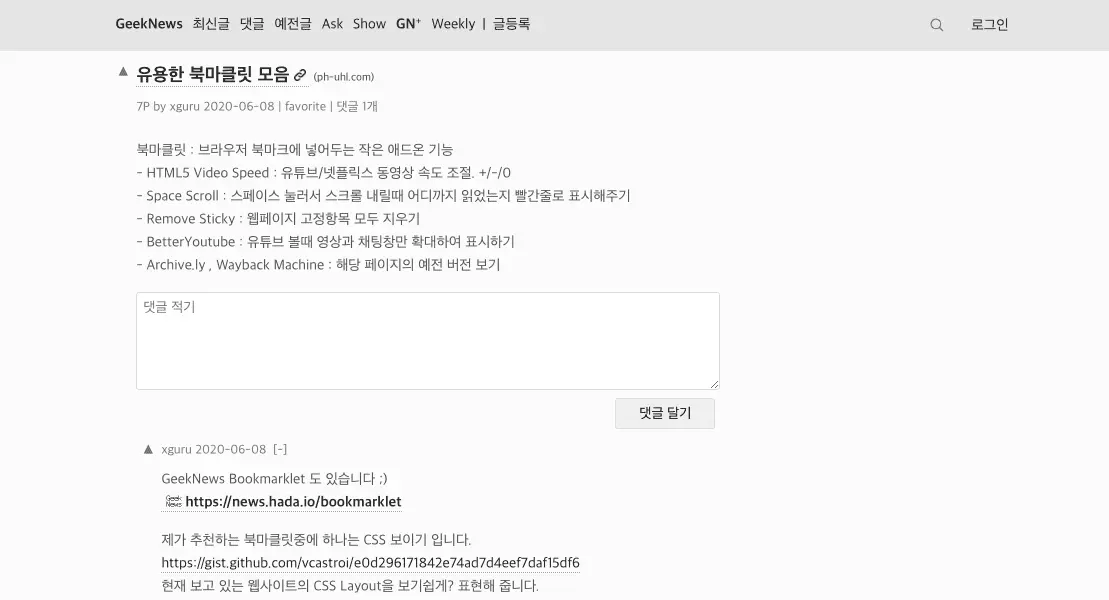 GeekNews 최신글 댓글 예전글 Ask Show GN+ Weekly | 글등록 로그인
▲ 유용한 북마클릿 모음 (ph-uhl.com)
7P by xguru 2020-06-08 | favorite | 댓글 1개
북마클릿 : 브라우저 북마크에 넣어두는 작은 애드온 기능
- HTML5 Video Speed : 유튜브/넷플릭스 동영상 속도 조절. +/-/0
- Space Scroll : 스페이스 눌러서 스크롤 내릴때 어디까지 읽었는지 빨간줄로 표시해주기
- Remove Sticky : 웹페이지 고정항목 모두 지우기
- BetterYoutube : 유튜브 볼때 영상과 채팅창만 확대하여 표시하기
- Archive.ly , Wayback Machine : 해당 페이지의 예전 버전 보기
댓글 적기
댓글 달기
▲ xguru 2020-06-08 [-]
GeekNews Bookmarklet 도 있습니다 ;)
Geek News https://news.hada.io/bookmarklet
제가 추천하는 북마클릿중에 하나는 CSS 보이기 입니다.
https://gist.github.com/vcastroi/e0d296171842e74ad7d4eef7daf15df6
현재 보고 있는 웹사이트의 CSS Layout을 보기쉽게? 표현해 줍니다.